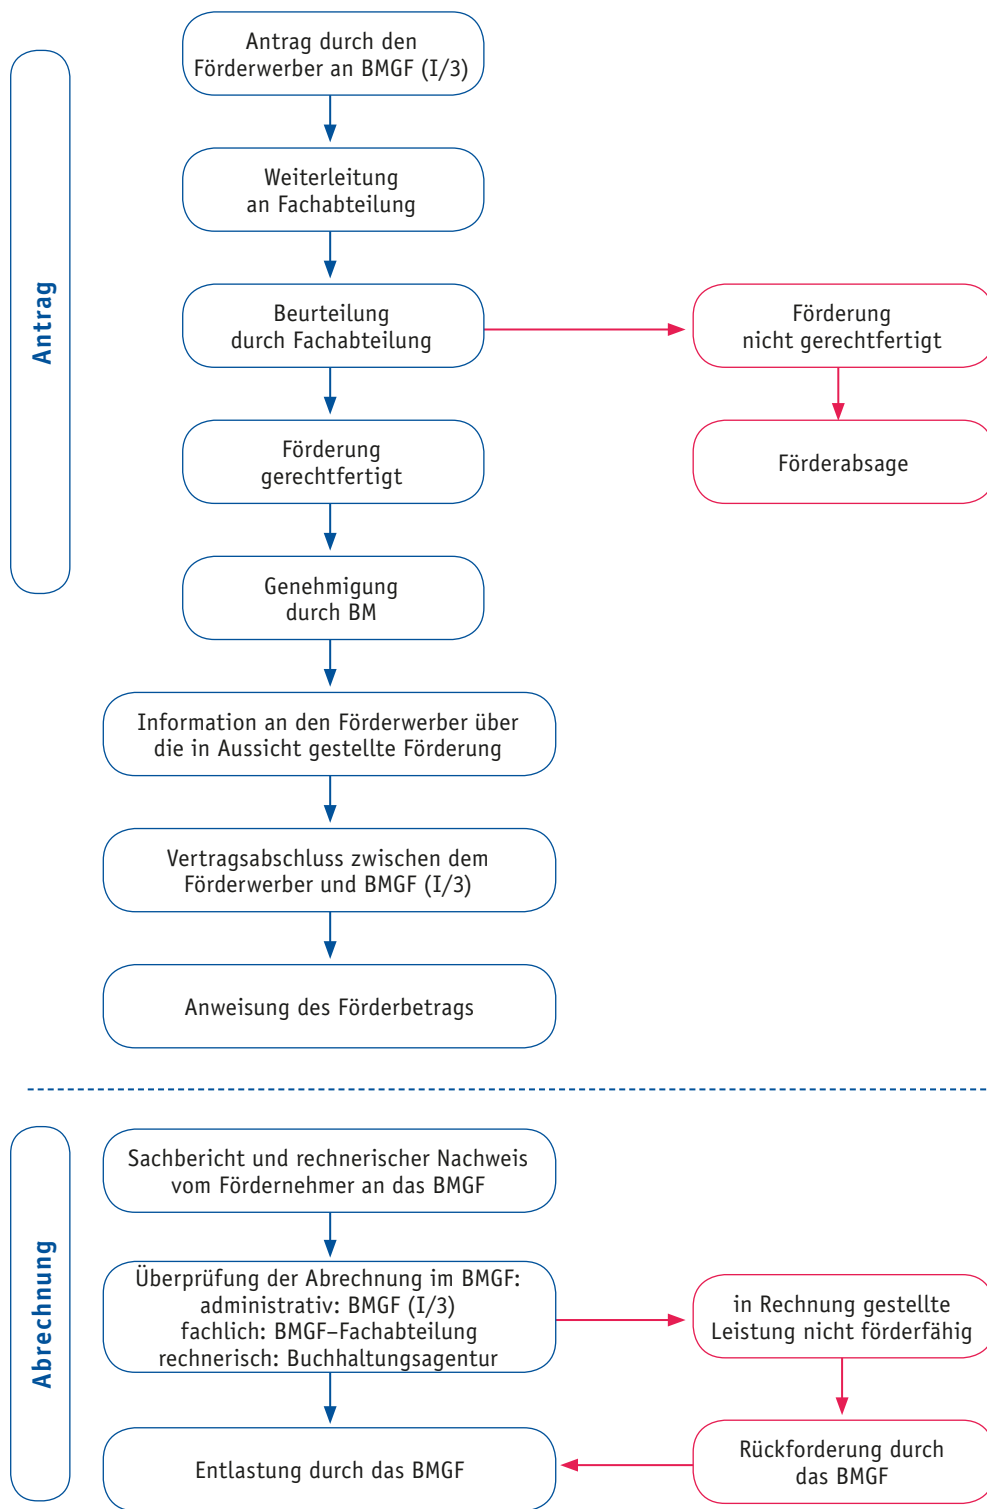 Antrag
Antrag durch den
Förderwerber an BMGF (I/3)
Weiterleitung
an Fachabteilung
Beurteilung
durch Fachabteilung
Förderung
nicht gerechtfertigt
Förderung
gerechtfertigt
Förderabsage
Genehmigung
durch BM
Information an den Förderwerber über
die in Aussicht gestellte Förderung
Vertragsabschluss zwischen dem
Förderwerber und BMGF (I/3)
Anweisung des Förderbetrags
Abrechnung
Sachbericht und rechnerischer Nachweis
vom Fördernehmer an das BMGF
Überprüfung der Abrechnung im BMGF:
administrativ: BMGF (I/3)
fachlich: BMGF–Fachabteilung
rechnerisch: Buchhaltungsagentur
in Rechnung gestellte
Leistung nicht förderfähig
Entlastung durch das BMGF
Rückforderung durch
das BMGF